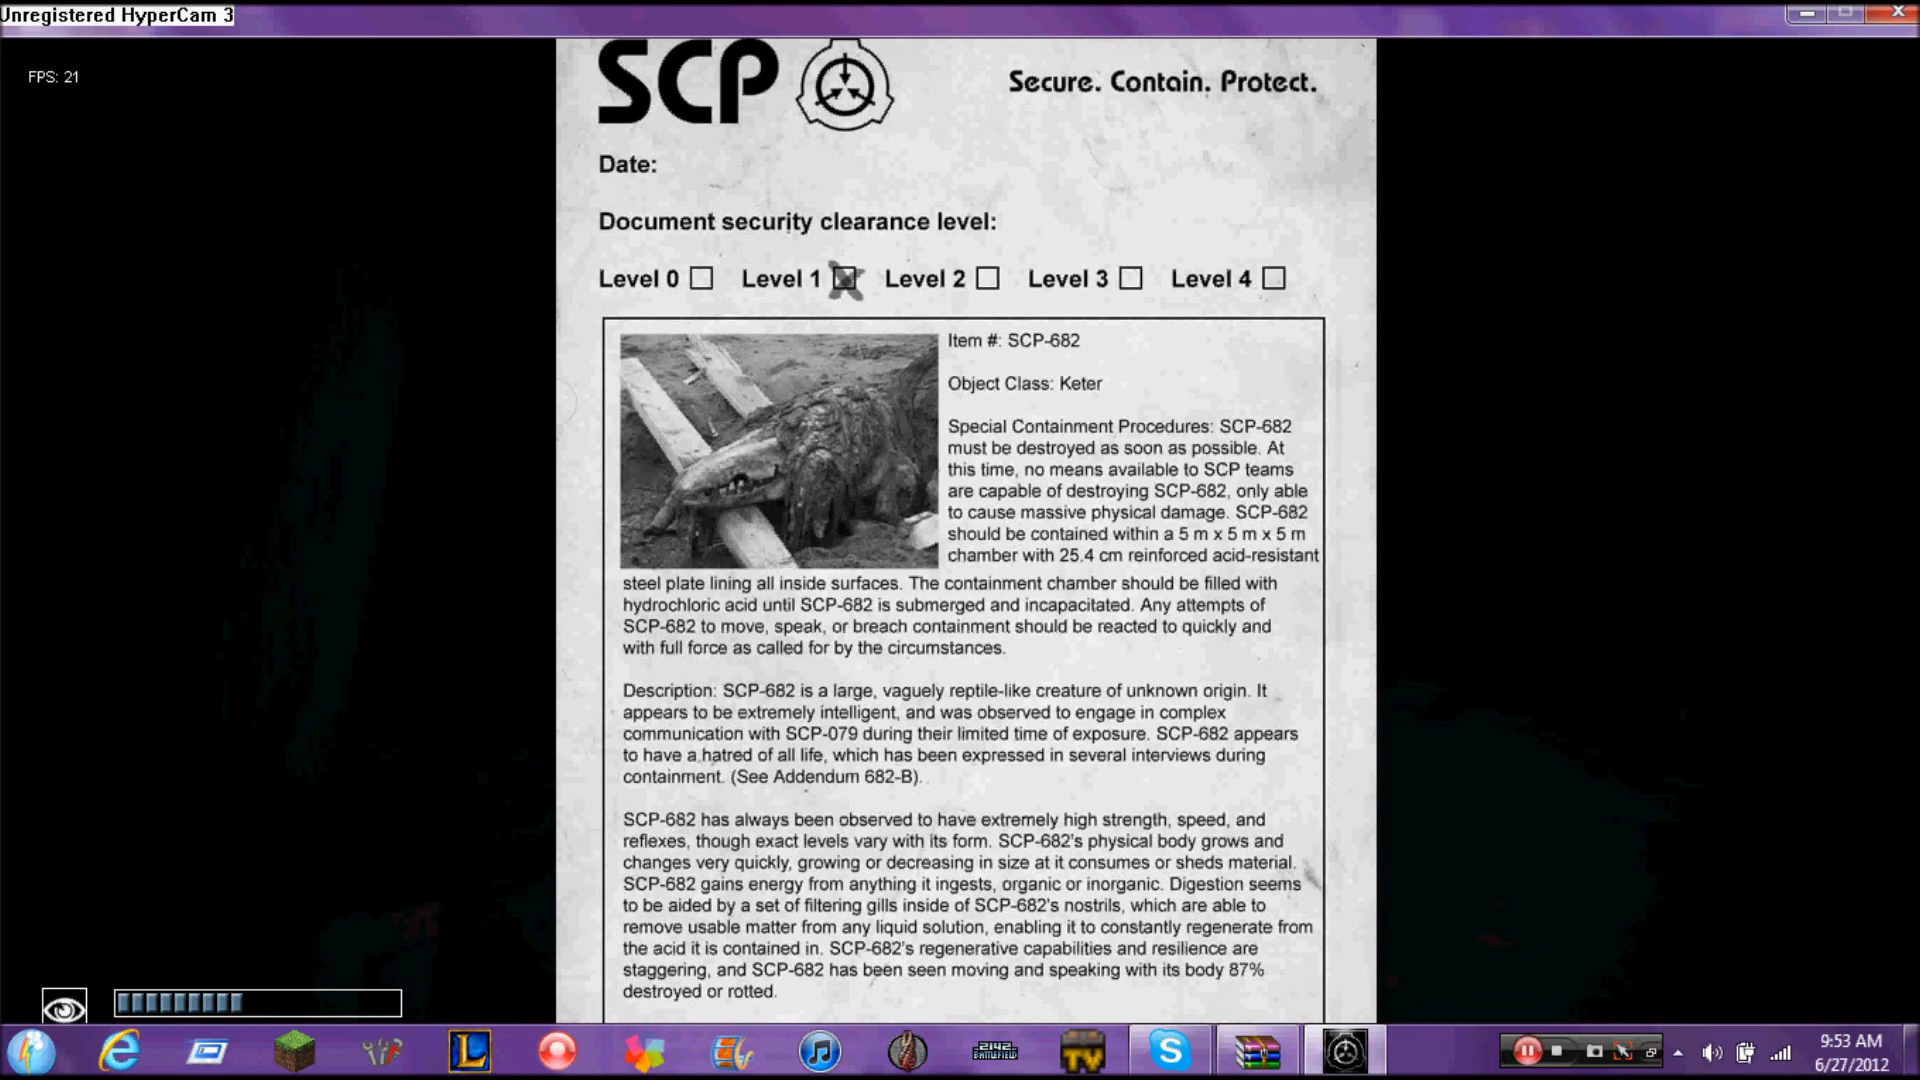 Unregistered HyperCam 3
FPS: 21
SCP
Secure. Contain. Protect.
Date:
Document security clearance level:
Level 0 Level 1 Level 2 Level 3 Level 4
Item #: SCP-682
Object Class: Keter
Special Containment Procedures: SCP-682
must be destroyed as soon as possible. At
this time, no means available to SCP teams
are capable of destroying SCP-682, only able
to cause massive physical damage. SCP-682
should be contained within a 5 m x 5 m x 5 m
chamber with 25.4 cm reinforced acid-resistant
steel plate lining all inside surfaces. The containment chamber should be filled with
hydrochloric acid until SCP-682 is submerged and incapacitated. Any attempts of
SCP-682 to move, speak, or breach containment should be reacted to quickly and
with full force as called for by the circumstances.
Description: SCP-682 is a large, vaguely reptile-like creature of unknown origin. It
appears to be extremely intelligent, and was observed to engage in complex
communication with SCP-079 during their limited time of exposure. SCP-682 appears
to have a hatred of all life, which has been expressed in several interviews during
containment. (See Addendum 682-B).
SCP-682 has always been observed to have extremely high strength, speed, and
reflexes, though exact levels vary with its form. SCP-682's physical body grows and
changes very quickly, growing or decreasing in size at it consumes or sheds material.
SCP-682 gains energy from anything it ingests, organic or inorganic. Digestion seems
to be aided by a set of filtering gills inside of SCP-682's nostrils, which are able to
remove usable matter from any liquid solution, enabling it to constantly regenerate from
the acid it is contained in. SCP-682's regenerative capabilities and resilience are
staggering, and SCP-682 has been seen moving and speaking with its body 87%
destroyed or rotted.
L
2142
BATTLEFIELD
TV
S
9:53 AM
6/27/2012